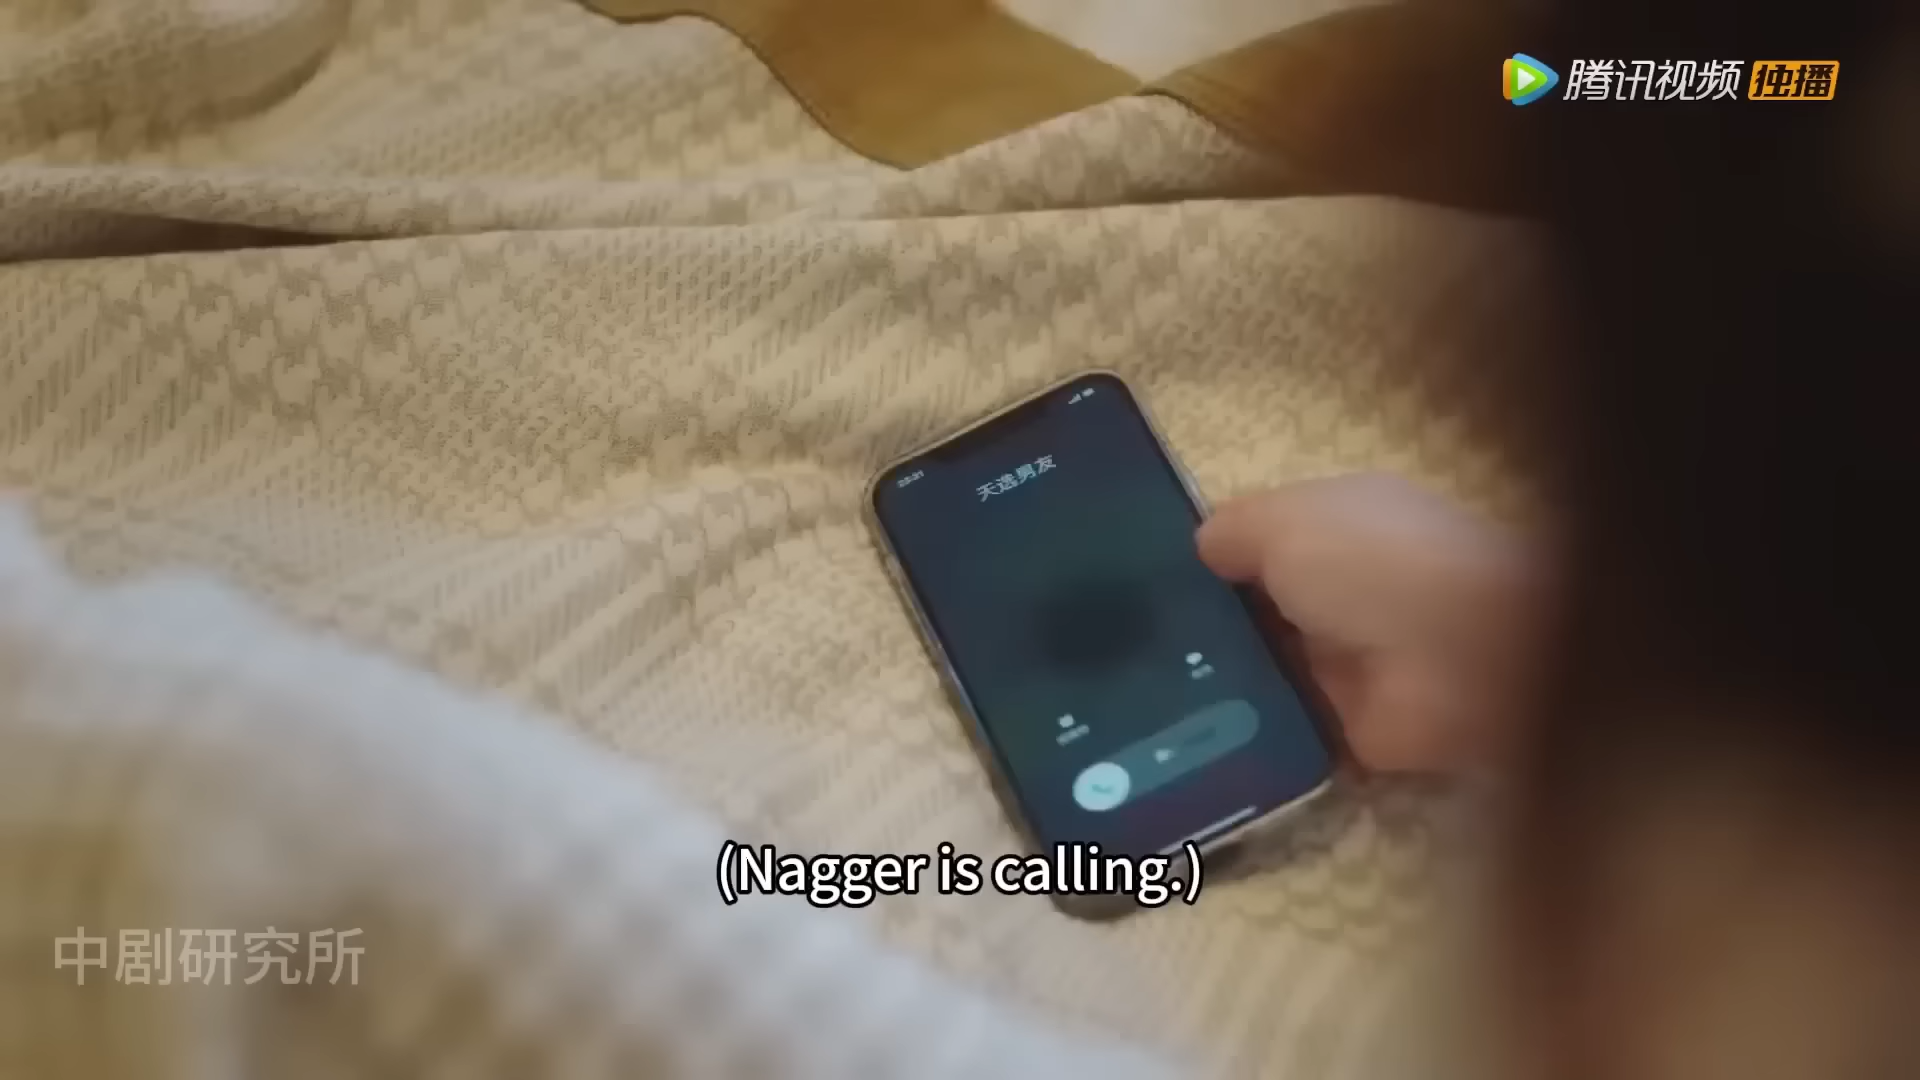 腾讯视频 独播
天选男友
(Nagger is calling.)
中剧研究所